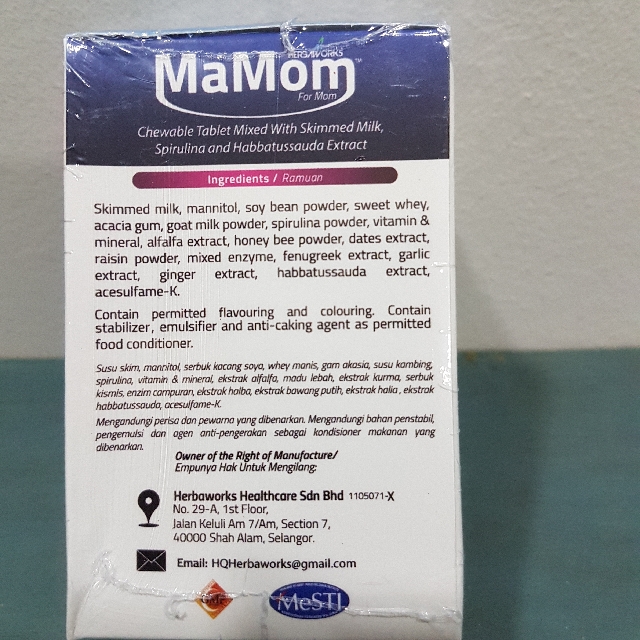 HERBAWORKS
MaMom
For Mom
Chewable Tablet Mixed With Skimmed Milk,
Spirulina and Habbatussauda Extract
Ingredients / Ramuan
Skimmed milk, mannitol, soy bean powder, sweet whey,
acacia gum, goat milk powder, spirulina powder, vitamin &
mineral, alfalfa extract, honey bee powder, dates extract,
raisin powder, mixed enzyme, fenugreek extract, garlic
extract, ginger extract, habbatussauda extract,
acesulfame-K.
Contain permitted flavouring and colouring. Contain
stabilizer, emulsifier and anti-caking agent as permitted
food conditioner.
Susu skim, mannitol, serbuk kacang soya, whey manis, gam akasia, susu kambing,
spirulina, vitamin & mineral, ekstrak alfalfa, madu lebah, ekstrak kurma, serbuk
kismis, enzim campuran, ekstrak halba, ekstrak bawang putih, ekstrak halia , ekstrak
habbatussauda, acesulfame-K.
Mengandungi perisa dan pewarna yang dibenarkan. Mengandungi bahan penstabil,
pengemulsi dan agen anti-pengerakan sebagai kondisioner makanan yang
dibenarkan.
Owner of the Right of Manufacture/
Empunya Hak Untuk Mengilang:
Herbaworks Healthcare Sdn Bhd 1105071-X
No. 29-A, 1st Floor,
Jalan Keluli Am 7/Am, Section 7,
40000 Shah Alam, Selangor.
Email: HQHerbaworks@gmail.com
Safe
MeSTI